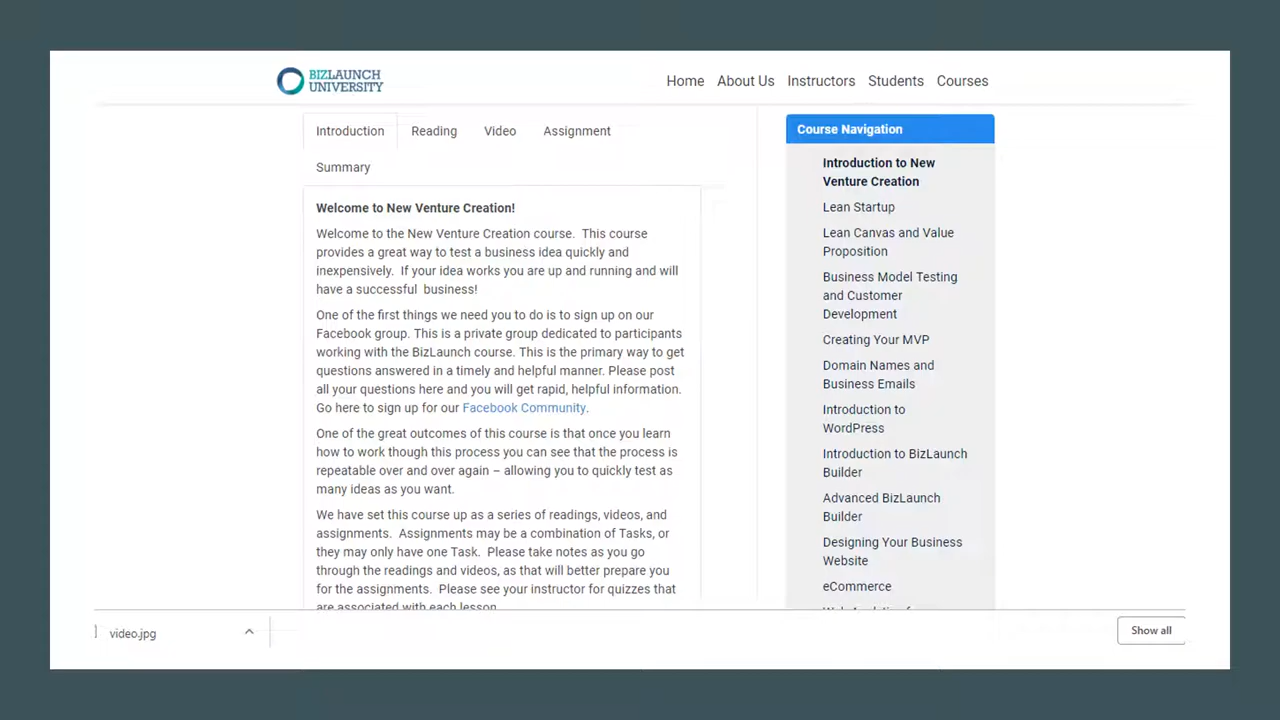 BIZLAUNCH
UNIVERSITY
Home About Us Instructors Students Courses
Introduction Reading Video Assignment
Summary
Welcome to New Venture Creation!
Welcome to the New Venture Creation course. This course
provides a great way to test a business idea quickly and
inexpensively. If your idea works you are up and running and will
have a successful business!
One of the first things we need you to do is to sign up on our
Facebook group. This is a private group dedicated to participants
working with the BizLaunch course. This is the primary way to get
questions answered in a timely and helpful manner. Please post
all your questions here and you will get rapid, helpful information.
Go here to sign up for our Facebook Community.
One of the great outcomes of this course is that once you learn
how to work though this process you can see that the process is
repeatable over and over again – allowing you to quickly test as
many ideas as you want.
We have set this course up as a series of readings, videos, and
assignments. Assignments may be a combination of Tasks, or
they may only have one Task. Please take notes as you go
through the readings and videos, as that will better prepare you
for the assignments. Please see your instructor for quizzes that
are associated with each lesson
Course Navigation
Introduction to New
Venture Creation
Lean Startup
Lean Canvas and Value
Proposition
Business Model Testing
and Customer
Development
Creating Your MVP
Domain Names and
Business Emails
Introduction to
WordPress
Introduction to BizLaunch
Builder
Advanced BizLaunch
Builder
Designing Your Business
Website
eCommerce
video.jpg
Show all